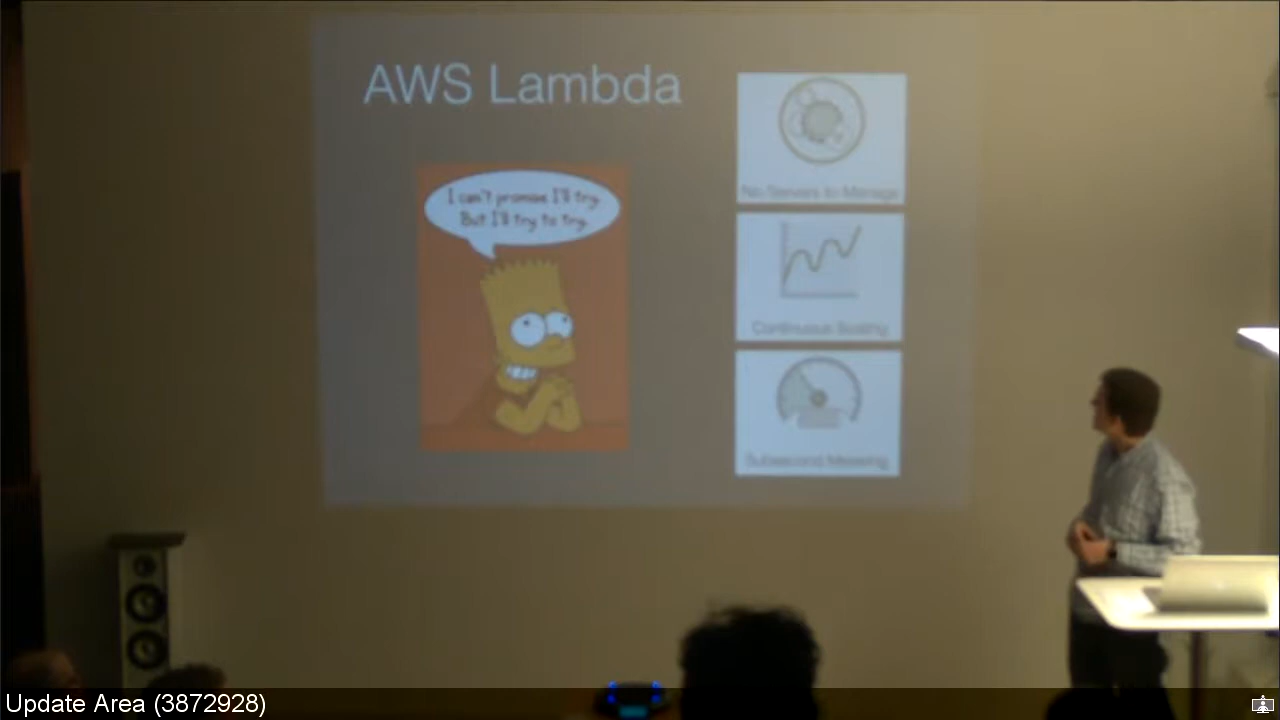 AWS Lambda
I can't promise I'll try.
But I'll try to try.
No Servers to Manage
Continuous Scaling
Subsecond Metering
Update Area (3872928)